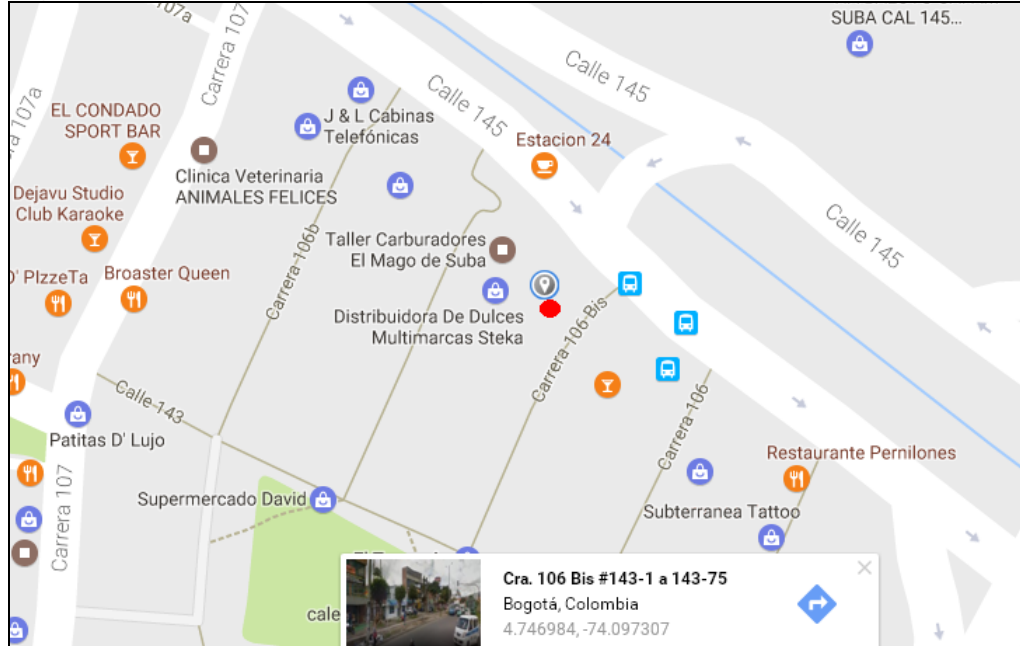 107a
SUBA CAL 145...
Carrera 107
Calle 145
Calle 145
EL CONDADO
SPORT BAR
J & L Cabinas
Telefónicas
Estacion 24
Clinica Veterinaria
ANIMALES FELICES
Dejavu Studio
Club Karaoke
Calle 145
Taller Carburadores
El Mago de Suba
Carrera 106b
D' PIzzeTa
Broaster Queen
Distribuidora De Dulces
Multimarcas Steka
Carrera 106 Bis
Calle 143
Carrera 106
Patitas D' Lujo
Restaurante Pernilones
Supermercado David
Subterranea Tattoo
Carrera 107
cale
Cra. 106 Bis #143-1 a 143-75
Bogotá, Colombia
4.746984, -74.097307